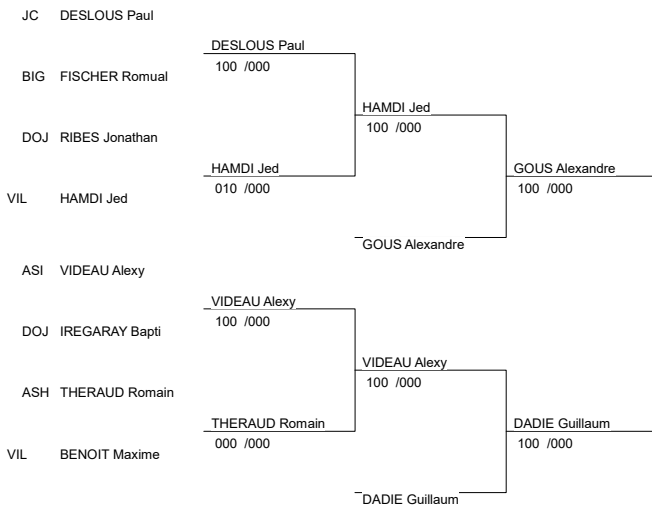 JC DESLOUS Paul
DESLOUS Paul
100 /000
BIG FISCHER Romual
HAMDI Jed
100 /000
DOJ RIBES Jonathan
HAMDI Jed
010 /000
GOUS Alexandre
100 /000
VIL HAMDI Jed
GOUS Alexandre
ASI VIDEAU Alexy
VIDEAU Alexy
100 /000
DOJ IREGARAY Bapti
VIDEAU Alexy
100 /000
ASH THERAUD Romain
THERAUD Romain
000 /000
DADIE Guillaum
100 /000
VIL BENOIT Maxime
DADIE Guillaum